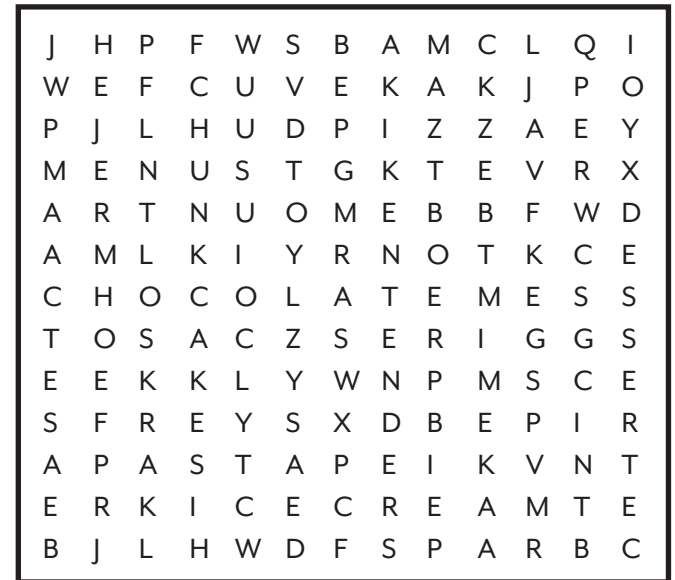 J H P F W S B A M C L Q I
W E F C U V E K A K J P O
P J L H U D P I Z Z A E Y
M E N U S T G K T E V R X
A R T N U O M E B B F W D
A M L K I Y R N O T K C E
C H O C O L A T E M E S S
T O S A C Z S E R I G G S
E E K K L Y W N P M S C E
S F R E Y S X D B E P I R
A P A S T A P E I K V N T
E R K I C E C R E A M T E
B J L H W D F S P A R B C